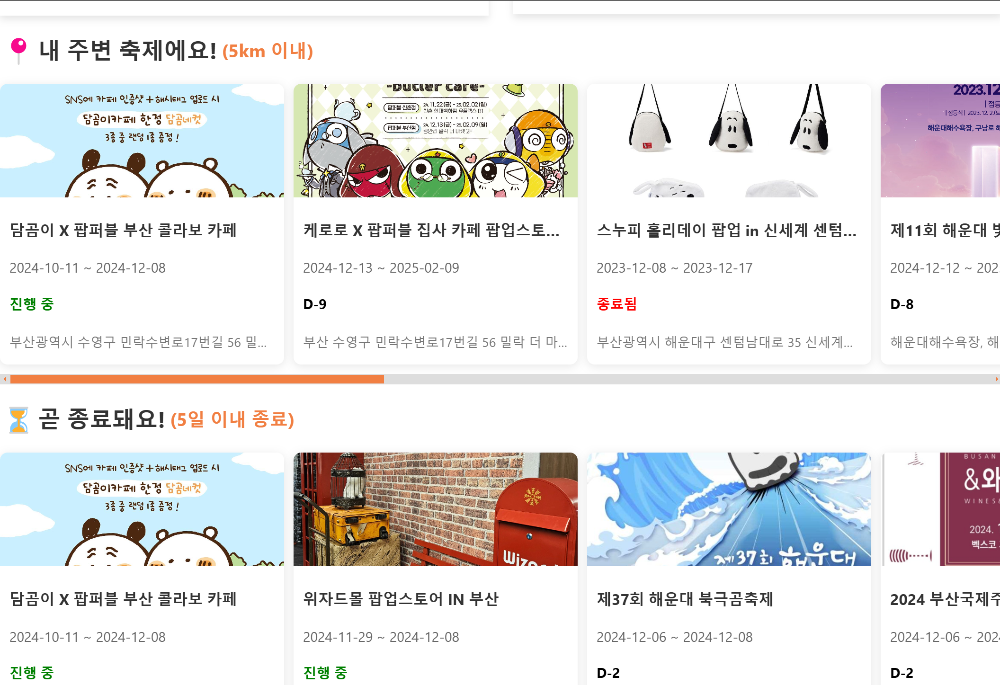 내 주변 축제에요! (5km 이내)
SNS에 카페 인증샷 + 해시태그 업로드 시
담곰이카페 한정 담곰네컷
3종 중 랜덤 1종 증정!
담곰이 X 팝퍼블 부산 콜라보 카페
2024-10-11 ~ 2024-12-08
진행 중
부산광역시 수영구 민락수변로17번길 56 밀...
-butler care-
팝퍼블 신촌점 24.11.22(금) - 25.02.02(일)
신촌 현대백화점 유플렉스 B1
팝퍼블 부산점 24.12.13(금) - 25.02.09(일)
광안리 밀락 더 마켓 2F
케로로 X 팝퍼블 집사 카페 팝업스토...
2024-12-13 ~ 2025-02-09
D-9
부산 수영구 민락수변로17번길 56 밀락 더 마...
스누피 홀리데이 팝업 in 신세계 센텀...
2023-12-08 ~ 2023-12-17
종료됨
부산광역시 해운대구 센텀남대로 35 신세계...
2023.12
| 점등
| 점등식 | 2023. 12. 2.(토
해운대해수욕장, 구남로 해
제11회 해운대 빛
2024-12-12 ~ 202
D-8
해운대해수욕장, 해
곧 종료돼요! (5일 이내 종료)
SNS에 카페 인증샷 + 해시태그 업로드 시
담곰이카페 한정 담곰네컷
3종 중 랜덤 1종 증정!
담곰이 X 팝퍼블 부산 콜라보 카페
2024-10-11 ~ 2024-12-08
진행 중
위자드몰 팝업스토어 IN 부산
2024-11-29 ~ 2024-12-08
진행 중
제37회 해운대
제37회 해운대 북극곰축제
2024-12-06 ~ 2024-12-08
D-2
BUSAN
&와
WINES&
2024. 1
벡스코
2024 부산국제주
2024-12-06 ~ 202
D-2